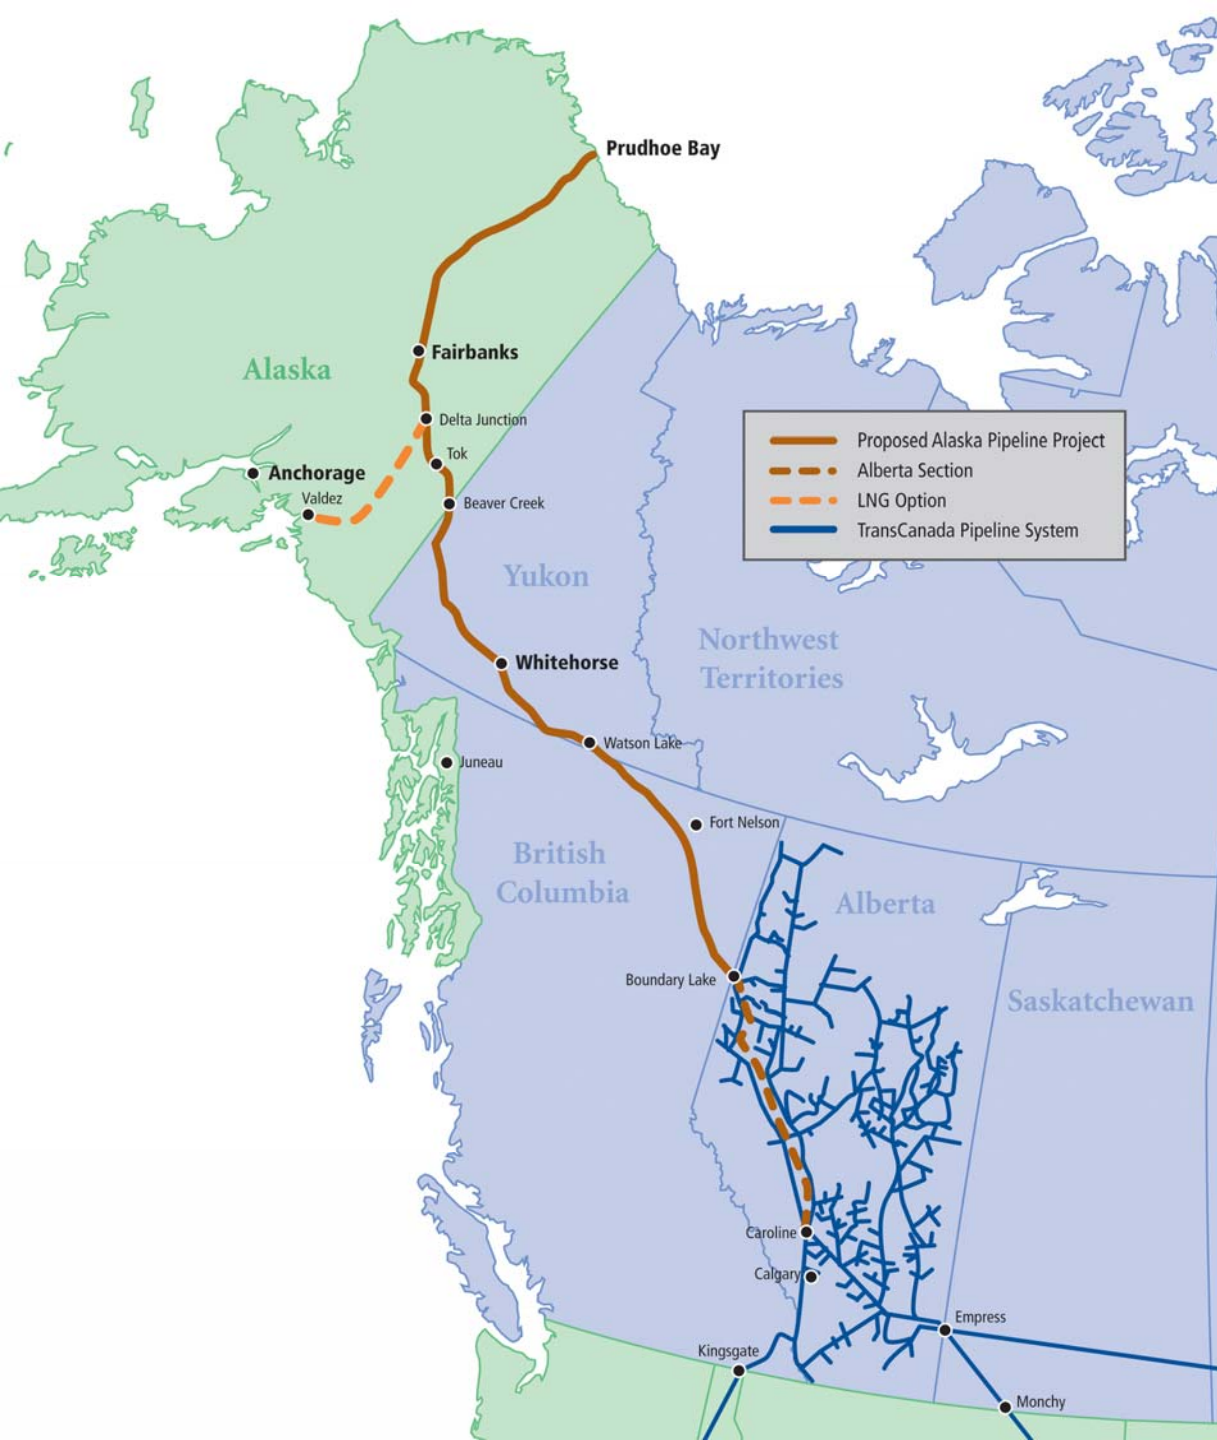 Prudhoe Bay
Fairbanks
Alaska
Delta Junction
Proposed Alaska Pipeline Project
Alberta Section
LNG Option
TransCanada Pipeline System
Tok
Anchorage
Valdez
Beaver Creek
Yukon
Northwest
Territories
Whitehorse
Watson Lake
Juneau
Fort Nelson
British
Columbia
Alberta
Boundary Lake
Saskatchewan
Caroline
Calgary
Empress
Kingsgate
Monchy